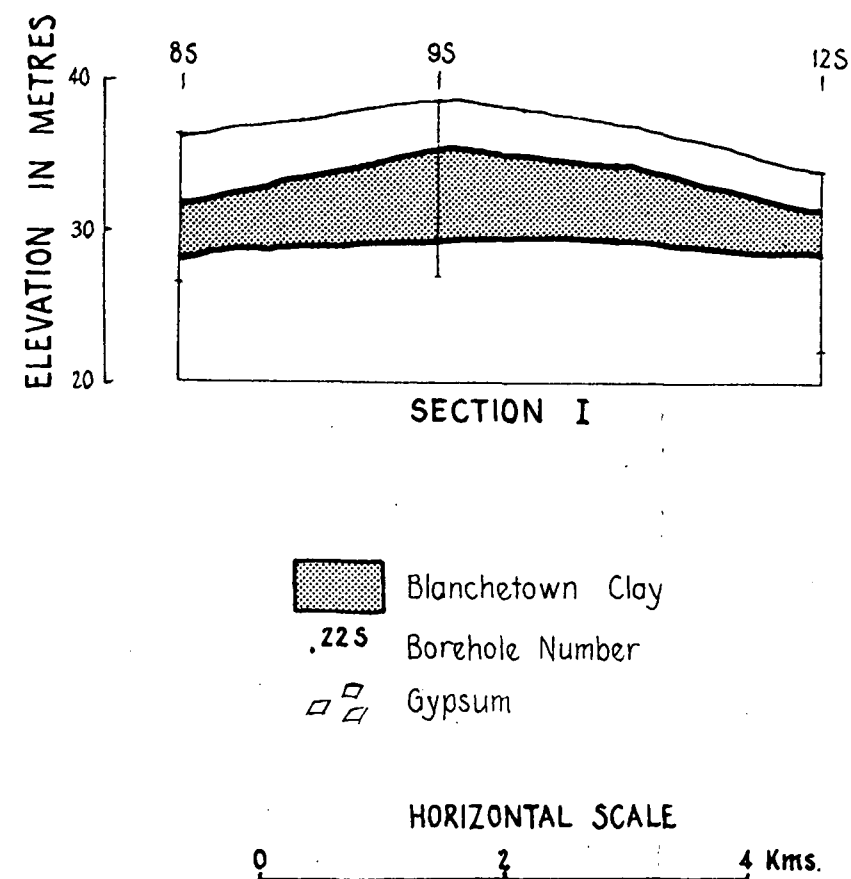 8S 9S 12S
ELEVATION IN METRES
40
30
20
SECTION I
Blanchetown Clay
.22S Borehole Number
Gypsum
HORIZONTAL SCALE
0 2 4 Kms.